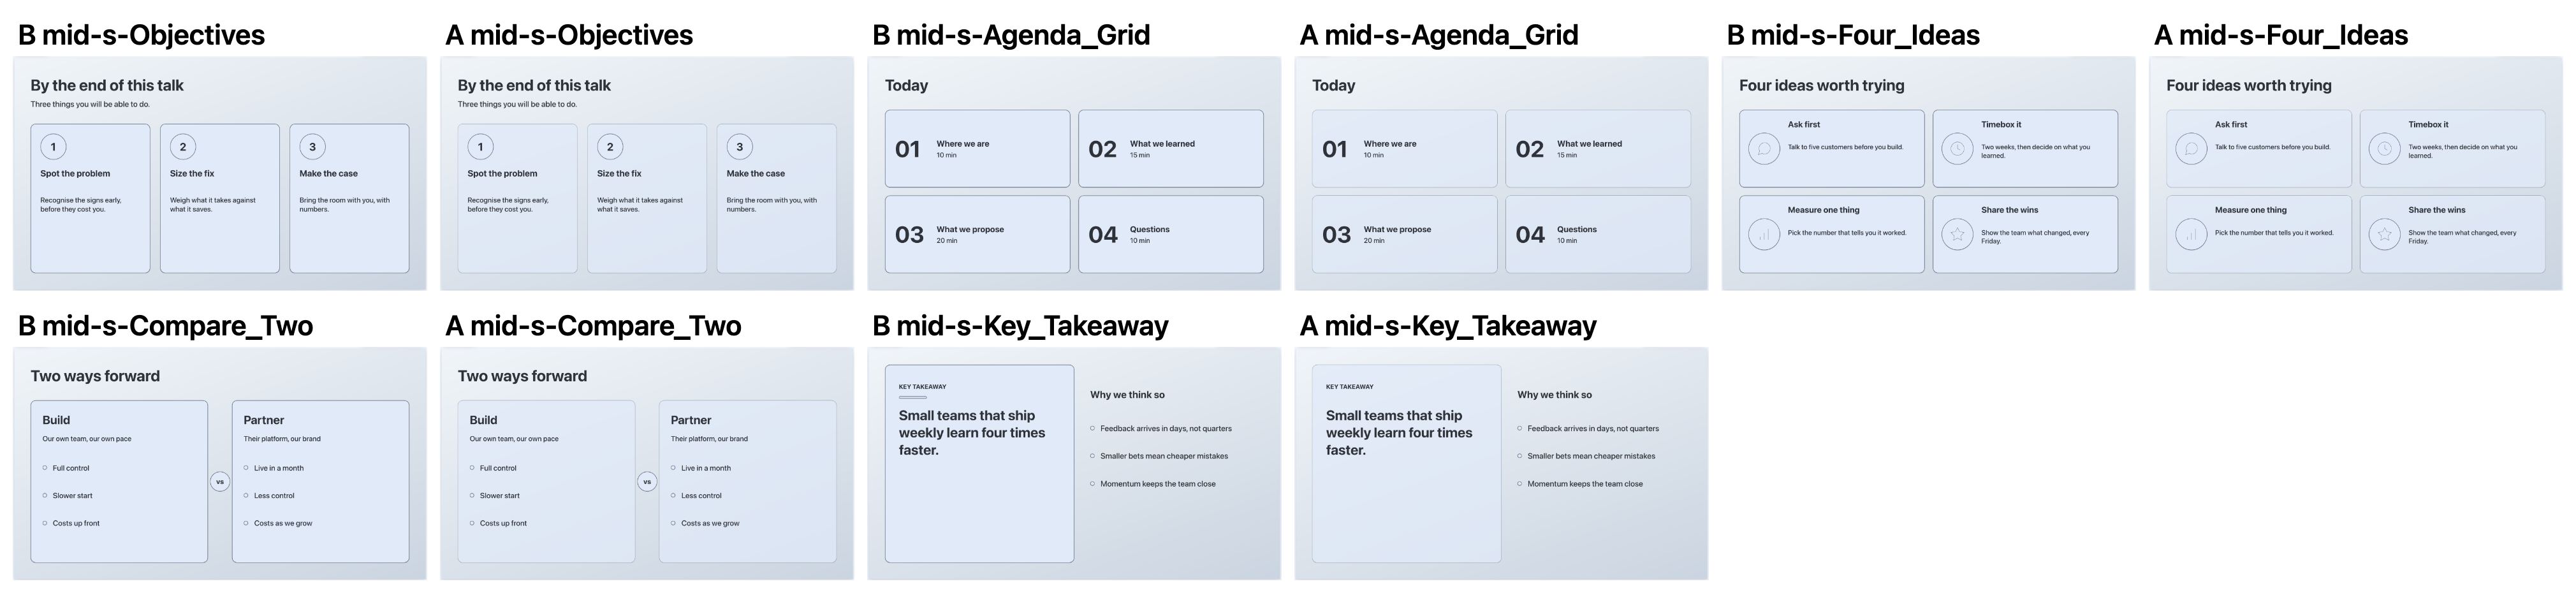 B mid-s-Objectives
By the end of this talk
Three things you will be able to do.
1
Spot the problem
Recognise the signs early,
before they cost you.
2
Size the fix
Weigh what it takes against
what it saves.
3
Make the case
Bring the room with you, with
numbers.
A mid-s-Objectives
By the end of this talk
Three things you will be able to do.
1
Spot the problem
Recognise the signs early,
before they cost you.
2
Size the fix
Weigh what it takes against
what it saves.
3
Make the case
Bring the room with you, with
numbers.
B mid-s-Agenda_Grid
Today
01
Where we are
10 min
02
What we learned
15 min
03
What we propose
20 min
04
Questions
10 min
A mid-s-Agenda_Grid
Today
01
Where we are
10 min
02
What we learned
15 min
03
What we propose
20 min
04
Questions
10 min
B mid-s-Four_Ideas
Four ideas worth trying
Ask first
Talk to five customers before you build.
Timebox it
Two weeks, then decide on what you
learned.
Measure one thing
Pick the number that tells you it worked.
Share the wins
Show the team what changed, every
Friday.
A mid-s-Four_Ideas
Four ideas worth trying
Ask first
Talk to five customers before you build.
Timebox it
Two weeks, then decide on what you
learned.
Measure one thing
Pick the number that tells you it worked.
Share the wins
Show the team what changed, every
Friday.
B mid-s-Compare_Two
Two ways forward
Build
Our own team, our own pace
Full control
Slower start
Costs up front
vs
Partner
Their platform, our brand
Live in a month
Less control
Costs as we grow
A mid-s-Compare_Two
Two ways forward
Build
Our own team, our own pace
Full control
Slower start
Costs up front
vs
Partner
Their platform, our brand
Live in a month
Less control
Costs as we grow
B mid-s-Key_Takeaway
KEY TAKEAWAY
Small teams that ship
weekly learn four times
faster.
Why we think so
Feedback arrives in days, not quarters
Smaller bets mean cheaper mistakes
Momentum keeps the team close
A mid-s-Key_Takeaway
KEY TAKEAWAY
Small teams that ship
weekly learn four times
faster.
Why we think so
Feedback arrives in days, not quarters
Smaller bets mean cheaper mistakes
Momentum keeps the team close